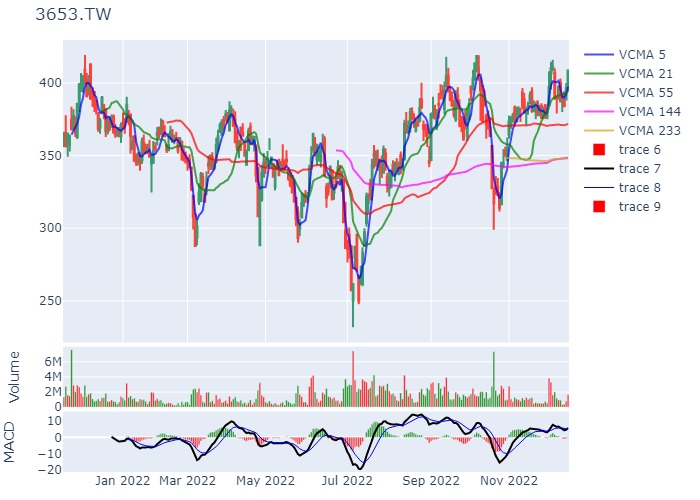 3653.TW
400
350
300
250
VCMA 5
VCMA 21
VCMA 55
VCMA 144
VCMA 233
trace 6
trace 7
trace 8
trace 9
Volume
6M
4M
2M
0
MACD
10
0
−10
−20
Jan 2022 Mar 2022 May 2022 Jul 2022 Sep 2022 Nov 2022